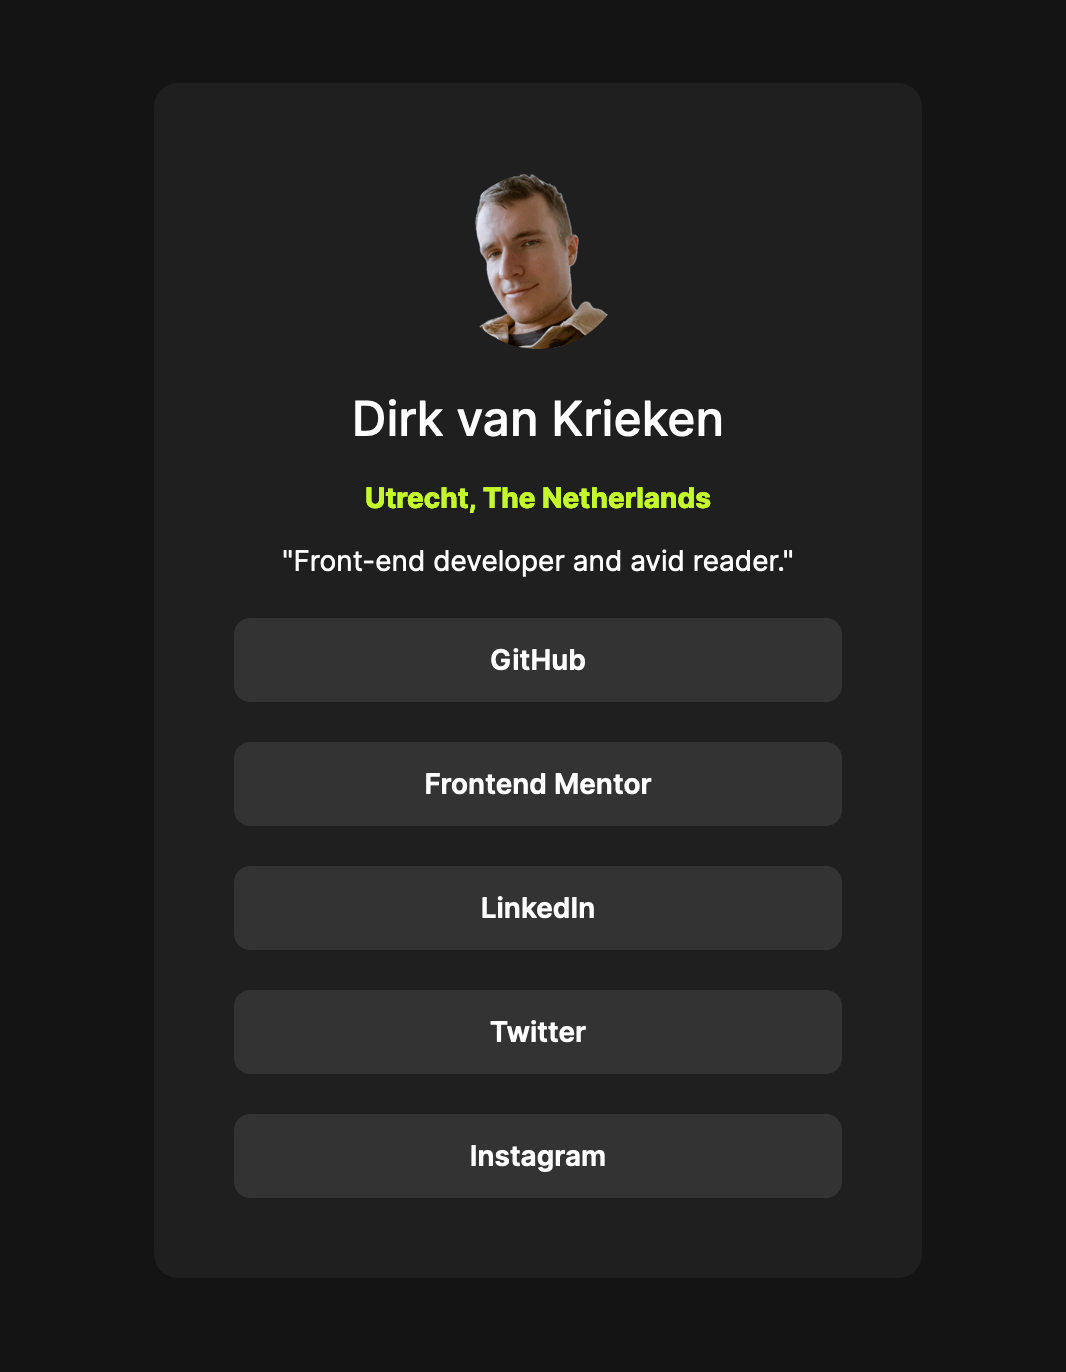 Dirk van Krieken
Utrecht, The Netherlands
"Front-end developer and avid reader."
GitHub
Frontend Mentor
LinkedIn
Twitter
Instagram